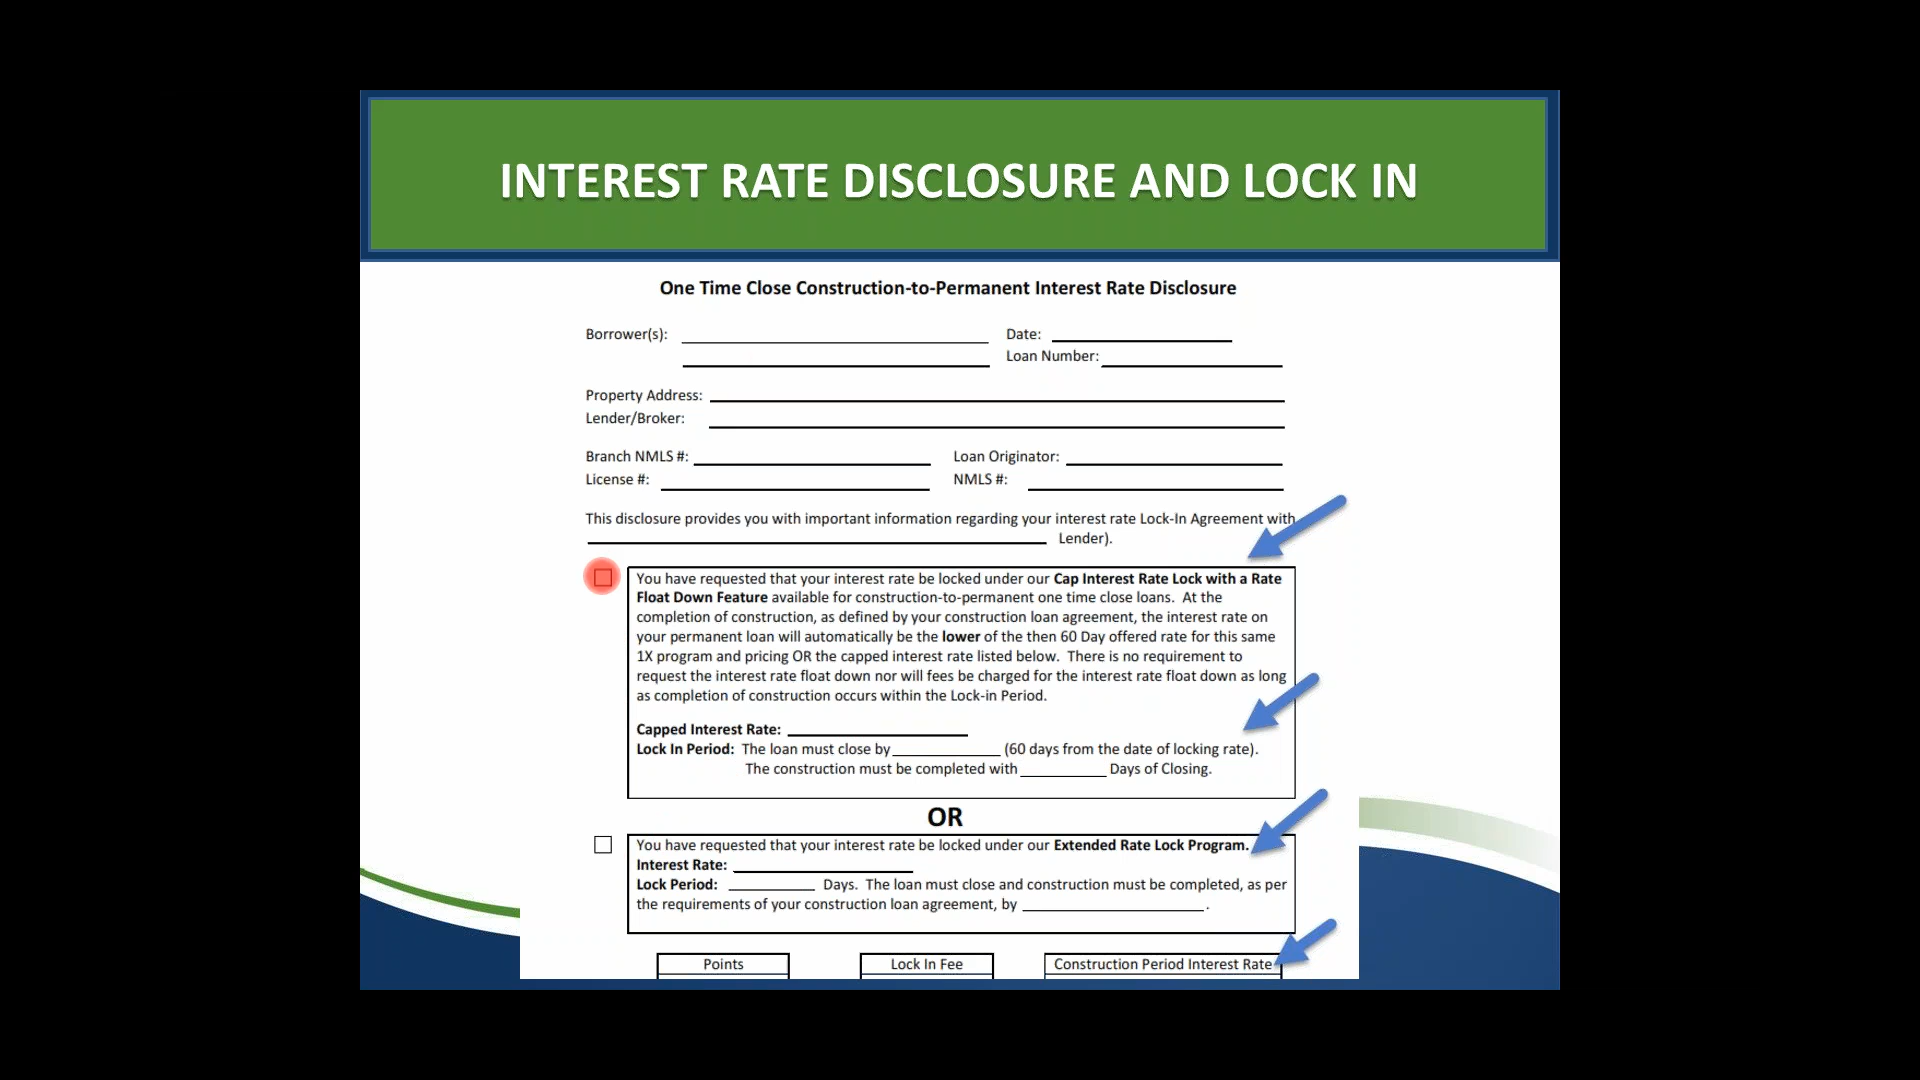 INTEREST RATE DISCLOSURE AND LOCK IN
One Time Close Construction-to-Permanent Interest Rate Disclosure
Borrower(s): Date:
Loan Number:
Property Address:
Lender/Broker:
Branch NMLS #: Loan Originator:
License #: NMLS #:
This disclosure provides you with important information regarding your interest rate Lock-In Agreement with
Lender).
You have requested that your interest rate be locked under our Cap Interest Rate Lock with a Rate
Float Down Feature available for construction-to-permanent one time close loans. At the
completion of construction, as defined by your construction loan agreement, the interest rate on
your permanent loan will automatically be the lower of the then 60 Day offered rate for this same
1X program and pricing OR the capped interest rate listed below. There is no requirement to
request the interest rate float down nor will fees be charged for the interest rate float down as long
as completion of construction occurs within the Lock-in Period.
Capped Interest Rate:
Lock In Period: The loan must close by (60 days from the date of locking rate).
The construction must be completed with Days of Closing.
OR
You have requested that your interest rate be locked under our Extended Rate Lock Program.
Interest Rate:
Lock Period: Days. The loan must close and construction must be completed, as per
the requirements of your construction loan agreement, by .
Points Lock In Fee Construction Period Interest Rate